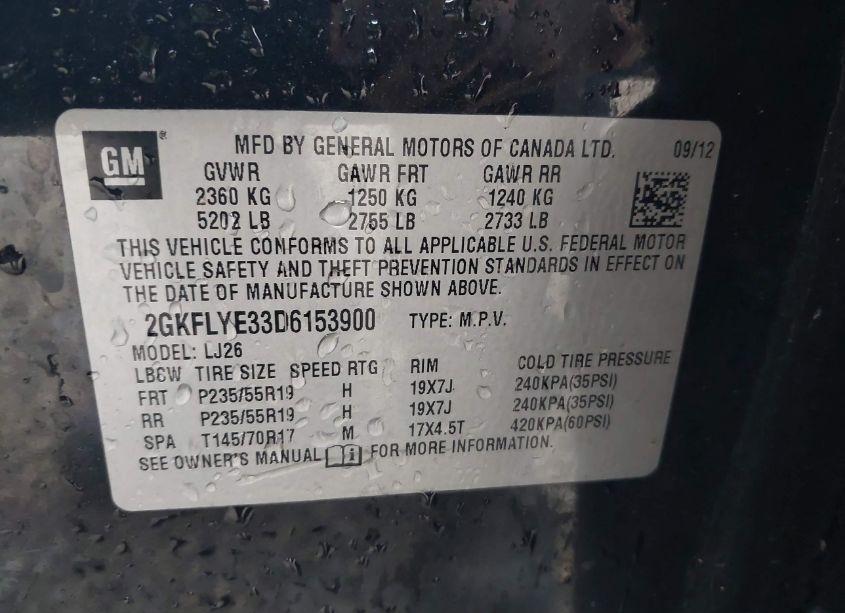 GM
MFD BY GENERAL MOTORS OF CANADA LTD. 09/12
GVWR GAWR FRT GAWR RR
2360 KG 1250 KG 1240 KG
5202 LB 2755 LB 2733 LB
THIS VEHICLE CONFORMS TO ALL APPLICABLE U.S. FEDERAL MOTOR
VEHICLE SAFETY AND THEFT PREVENTION STANDARDS IN EFFECT ON
THE DATE OF MANUFACTURE SHOWN ABOVE.
2GKFLYE33D6153900 TYPE: M.P.V.
MODEL: LJ26
LBCW TIRE SIZE SPEED RTG RIM COLD TIRE PRESSURE
FRT P235/55R19 H 19X7J 240KPA(35PSI)
RR P235/55R19 H 19X7J 240KPA(35PSI)
SPA T145/70R17 M 17X4.5T 420KPA(60PSI)
SEE OWNER'S MANUAL FOR MORE INFORMATION.